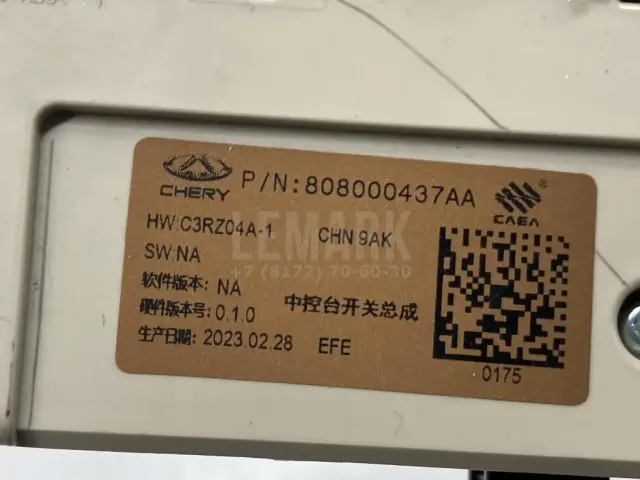 CHERY P/N:808000437AA CAEA®
HW:C3RZ04A-1 CHN 9AK
LEMARK
SW:NA
+7 (8172) 70-60-30
软件版本: NA
硬件版本号: 0.1.0 中控台开关总成
生产日期: 2023.02.28 EFE
0175